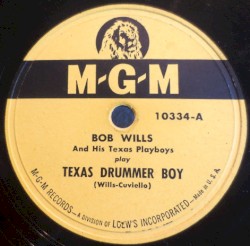 M-G-M
10334-A
BOB WILLS
And His Texas Playboys
play
TEXAS DRUMMER BOY
(Wills-Cuviello)
M-G-M RECORDS — A DIVISION OF LOEW'S INCORPORATED — Made in U.S.A.